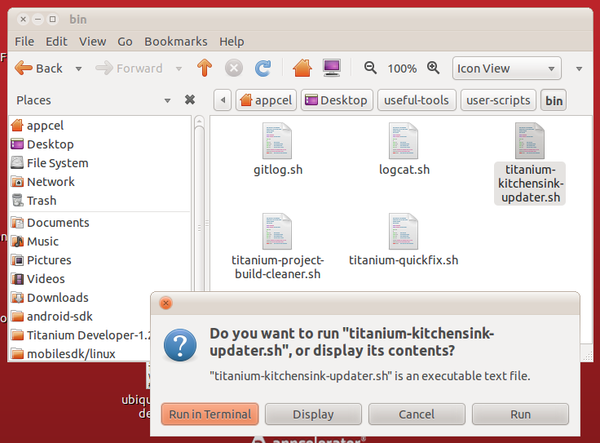 bin
File Edit View Go Bookmarks Help
Back Forward 100% Icon View
Places appcel Desktop useful-tools user-scripts bin
appcel
Desktop
File System
Network
Trash
Documents
Music
Pictures
Videos
Downloads
android-sdk
Titanium Developer-1.2
mobilesdk/linux
gitlog.sh logcat.sh titanium-
kitchensink-
updater.sh
titanium-project-
build-cleaner.sh titanium-quickfix.sh
Do you want to run "titanium-kitchensink-
updater.sh", or display its contents?
"titanium-kitchensink-updater.sh" is an executable text file.
Run in Terminal Display Cancel Run
ubiqu
de
appcelerator